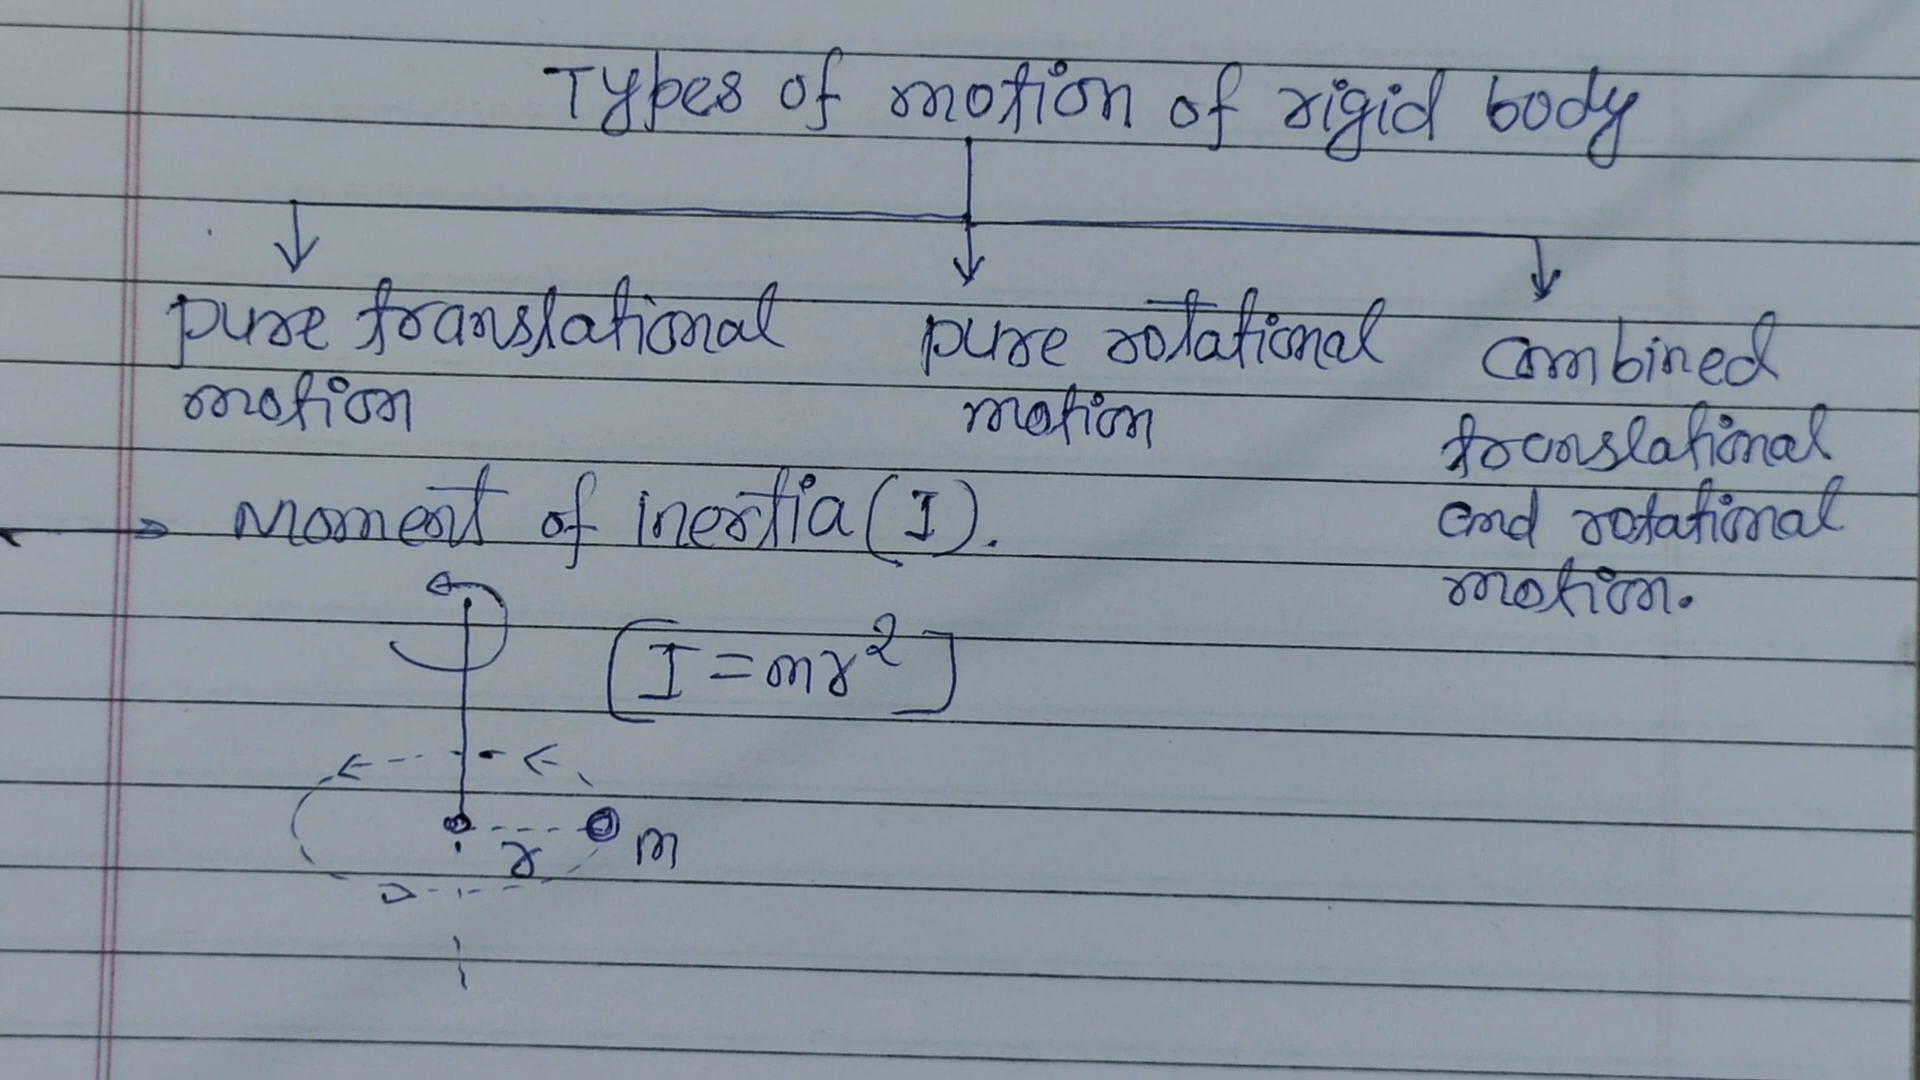 Types of motion of rigid body
pure translational
motion
pure rotational
motion
combined
translational
and rotational
motion.
Moment of inertia (I).
[I = mr²]
r
m